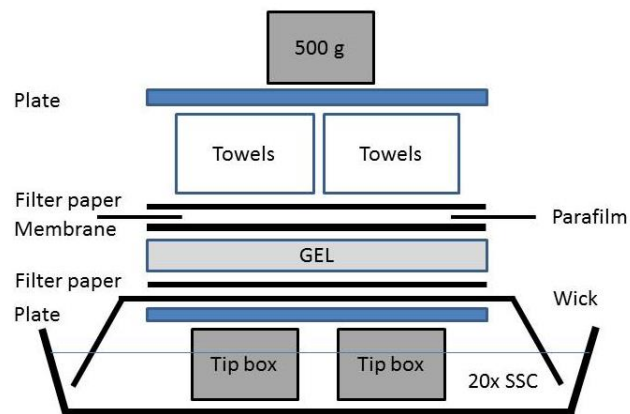 500 g
Plate
Towels Towels
Filter paper
Parafilm
Membrane
GEL
Filter paper
Wick
Plate
Tip box Tip box
20x SSC